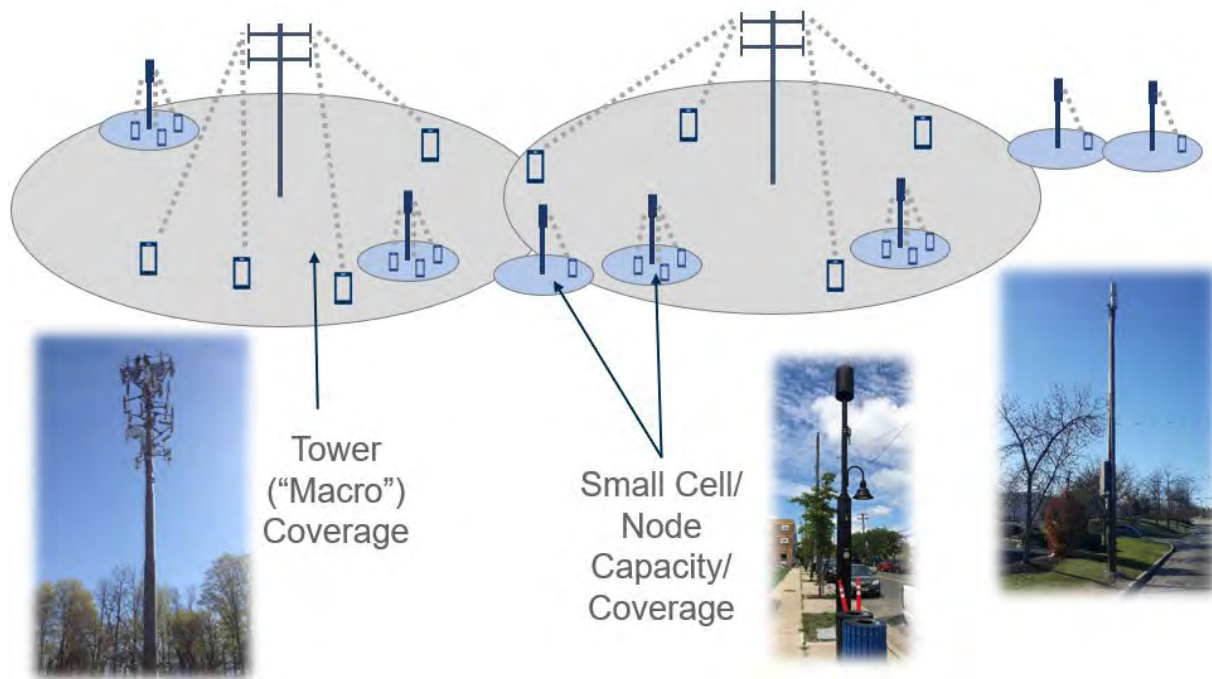 Tower
(“Macro”)
Coverage
Small Cell/
Node
Capacity/
Coverage